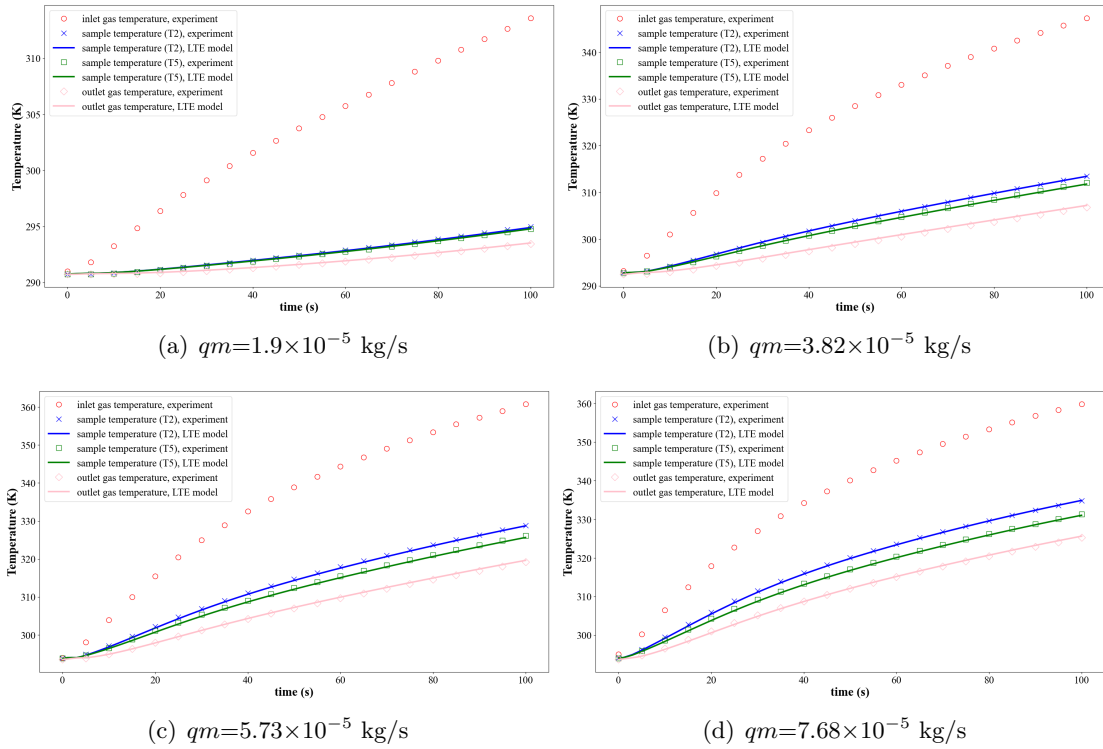 inlet gas temperature, experiment
sample temperature (T2), experiment
sample temperature (T2), LTE model
sample temperature (T5), experiment
sample temperature (T5), LTE model
outlet gas temperature, experiment
outlet gas temperature, LTE model
Temperature (K)
310
305
300
295
290
0 20 40 60 80 100
time (s)
(a) qm=1.9×10⁻⁵ kg/s
inlet gas temperature, experiment
sample temperature (T2), experiment
sample temperature (T2), LTE model
sample temperature (T5), experiment
sample temperature (T5), LTE model
outlet gas temperature, experiment
outlet gas temperature, LTE model
Temperature (K)
340
330
320
310
300
290
0 20 40 60 80 100
time (s)
(b) qm=3.82×10⁻⁵ kg/s
inlet gas temperature, experiment
sample temperature (T2), experiment
sample temperature (T2), LTE model
sample temperature (T5), experiment
sample temperature (T5), LTE model
outlet gas temperature, experiment
outlet gas temperature, LTE model
Temperature (K)
360
350
340
330
320
310
300
0 20 40 60 80 100
time (s)
(c) qm=5.73×10⁻⁵ kg/s
inlet gas temperature, experiment
sample temperature (T2), experiment
sample temperature (T2), LTE model
sample temperature (T5), experiment
sample temperature (T5), LTE model
outlet gas temperature, experiment
outlet gas temperature, LTE model
Temperature (K)
360
350
340
330
320
310
300
0 20 40 60 80 100
time (s)
(d) qm=7.68×10⁻⁵ kg/s